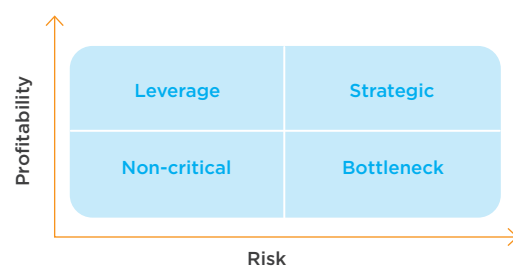 Profitability
Leverage
Strategic
Non-critical
Bottleneck
Risk